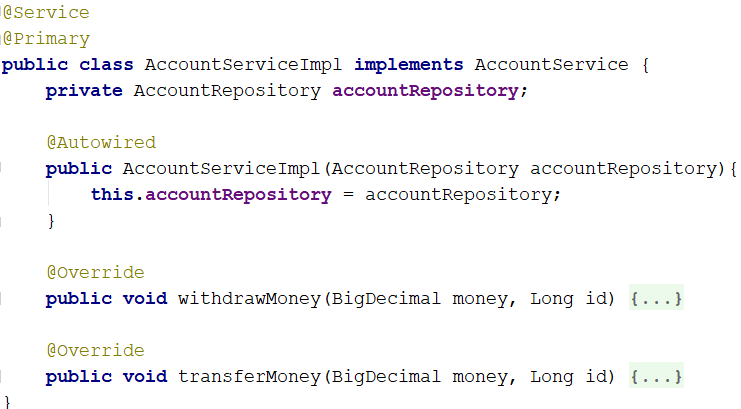 @Service
@Primary
public class AccountServiceImpl implements AccountService {
    private AccountRepository accountRepository;
    @Autowired
    public AccountServiceImpl(AccountRepository accountRepository){
        this.accountRepository = accountRepository;
    }
    @Override
    public void withdrawMoney(BigDecimal money, Long id) {...}
    @Override
    public void transferMoney(BigDecimal money, Long id) {...}
}